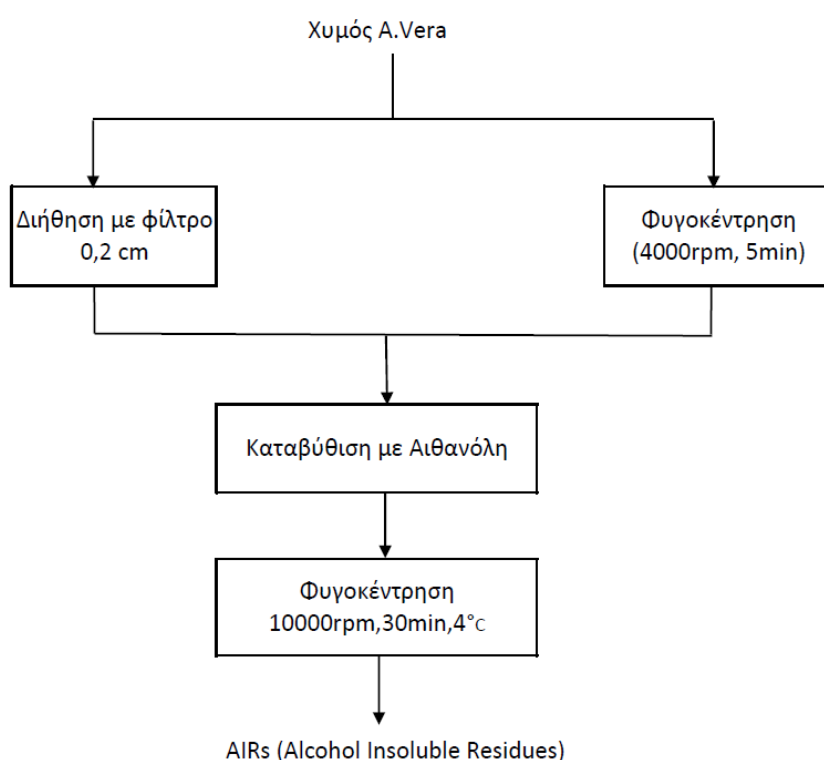 Χυμός A.Vera
Διήθηση με φίλτρο
0,2 cm
Φυγοκέντρηση
(4000rpm, 5min)
Καταβύθιση με Αιθανόλη
Φυγοκέντρηση
10000rpm,30min,4°c
AIRs (Alcohol Insoluble Residues)